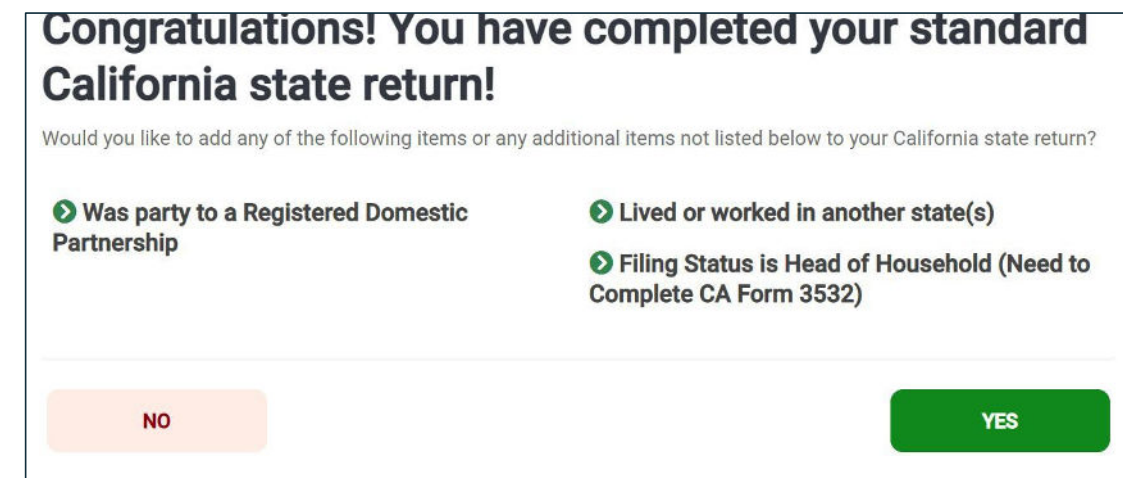 Congratulations! You have completed your standard
California state return!
Would you like to add any of the following items or any additional items not listed below to your California state return?
Was party to a Registered Domestic
Partnership
Lived or worked in another state(s)
Filing Status is Head of Household (Need to
Complete CA Form 3532)
NO
YES